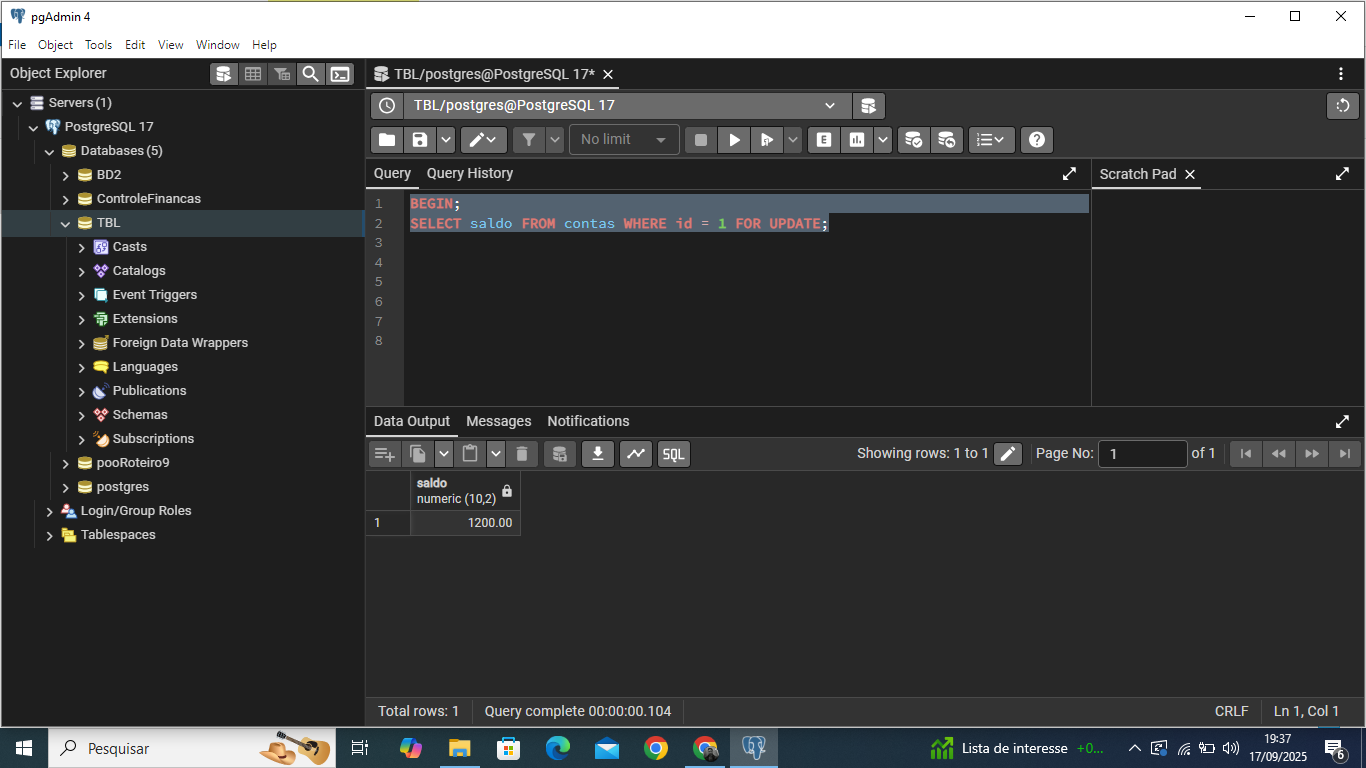 pgAdmin 4
File Object Tools Edit View Window Help
Object Explorer
TBL/postgres@PostgreSQL 17*
Servers (1)
PostgreSQL 17
Databases (5)
BD2
ControleFinancas
TBL
Casts
Catalogs
Event Triggers
Extensions
Foreign Data Wrappers
Languages
Publications
Schemas
Subscriptions
pooRoteiro9
postgres
Login/Group Roles
Tablespaces
TBL/postgres@PostgreSQL 17
No limit
E
Query Query History
Scratch Pad
1 BEGIN;
2 SELECT saldo FROM contas WHERE id = 1 FOR UPDATE;
3
4
5
6
7
8
Data Output Messages Notifications
SQL
Showing rows: 1 to 1
Page No: 1 of 1
saldo
numeric (10,2)
1 1200.00
Total rows: 1
Query complete 00:00:00.104
CRLF
Ln 1, Col 1
Pesquisar
Lista de interesse +0...
19:37
17/09/2025
6